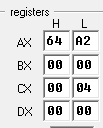 registers
H L
AX 64 A2
BX 00 00
CX 00 04
DX 00 00